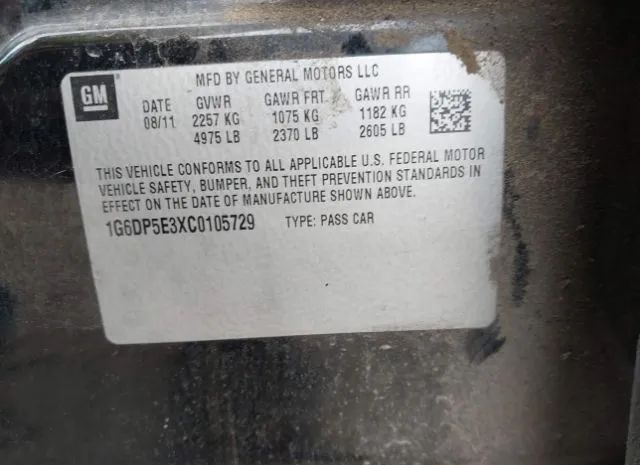 GM
MFD BY GENERAL MOTORS LLC
DATE GVWR GAWR FRT GAWR RR
08/11 2257 KG 1075 KG 1182 KG
4975 LB 2370 LB 2605 LB
THIS VEHICLE CONFORMS TO ALL APPLICABLE U.S. FEDERAL MOTOR
VEHICLE SAFETY, BUMPER, AND THEFT PREVENTION STANDARDS IN
EFFECT ON THE DATE OF MANUFACTURE SHOWN ABOVE.
1G6DP5E3XC0105729 TYPE: PASS CAR